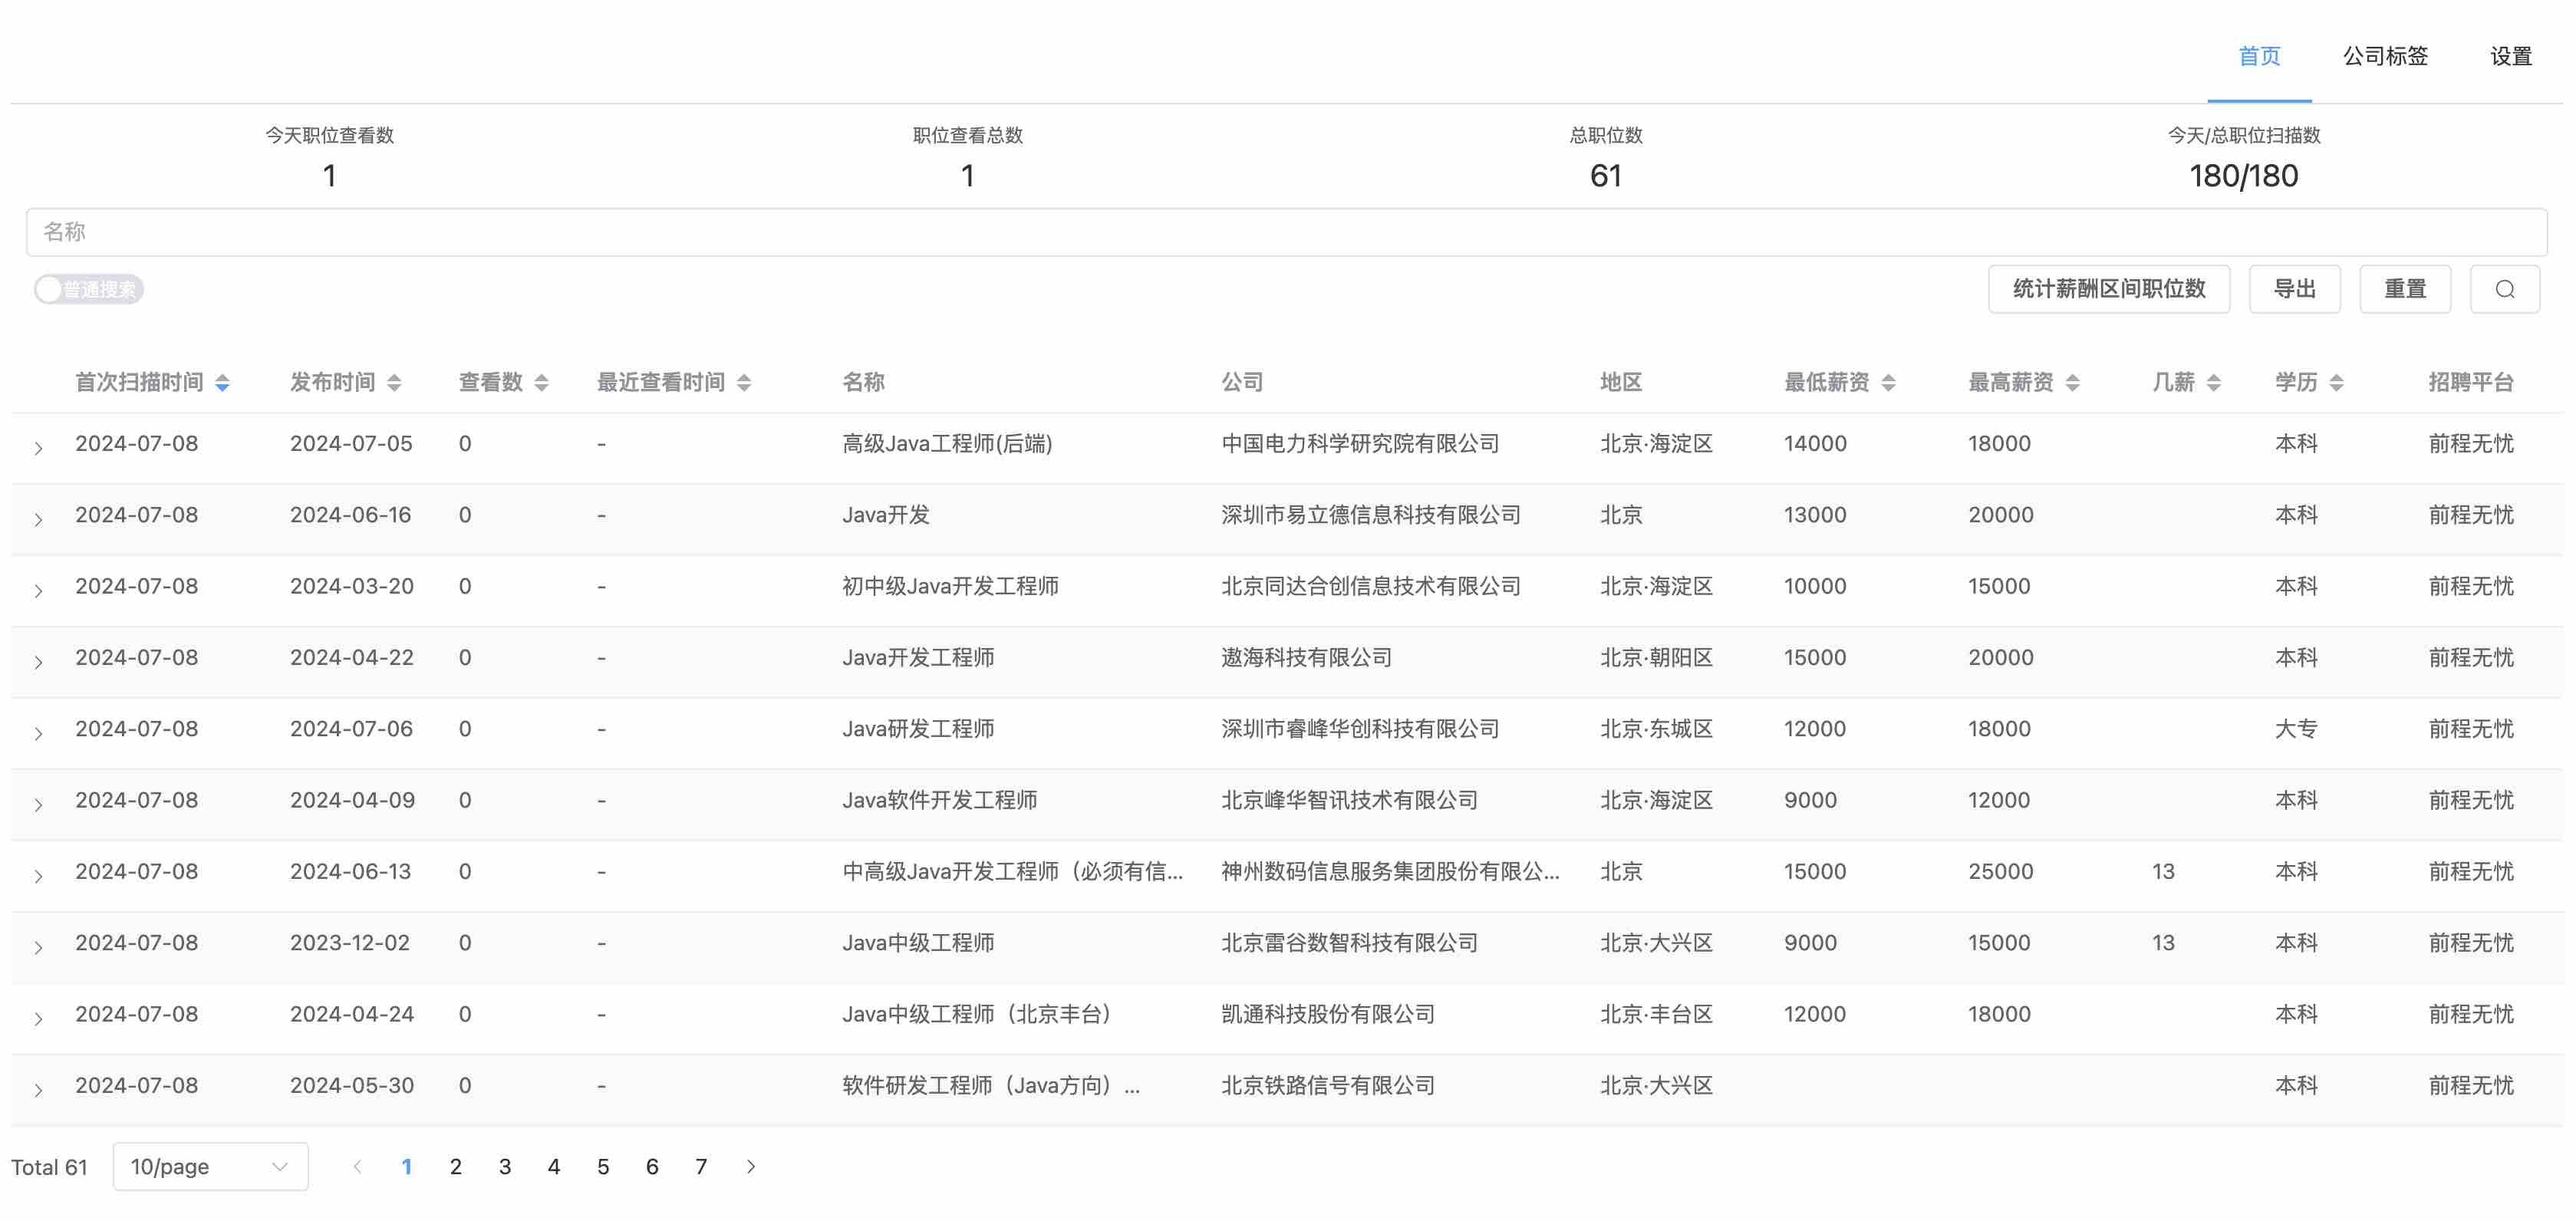 首页 公司标签 设置
今天职位查看数 职位查看总数 总职位数 今天/总职位扫描数
1 1 61 180/180
名称
普通搜索 统计薪酬区间职位数 导出 重置
首次扫描时间 发布时间 查看数 最近查看时间 名称 公司 地区 最低薪资 最高薪资 几薪 学历 招聘平台
2024-07-08 2024-07-05 0 - 高级Java工程师(后端) 中国电力科学研究院有限公司 北京·海淀区 14000 18000 本科 前程无忧
2024-07-08 2024-06-16 0 - Java开发 深圳市易立德信息科技有限公司 北京 13000 20000 本科 前程无忧
2024-07-08 2024-03-20 0 - 初中级Java开发工程师 北京同达合创信息技术有限公司 北京·海淀区 10000 15000 本科 前程无忧
2024-07-08 2024-04-22 0 - Java开发工程师 遨海科技有限公司 北京·朝阳区 15000 20000 本科 前程无忧
2024-07-08 2024-07-06 0 - Java研发工程师 深圳市睿峰华创科技有限公司 北京·东城区 12000 18000 大专 前程无忧
2024-07-08 2024-04-09 0 - Java软件开发工程师 北京峰华智讯技术有限公司 北京·海淀区 9000 12000 本科 前程无忧
2024-07-08 2024-06-13 0 - 中高级Java开发工程师（必须有信... 神州数码信息服务集团股份有限公... 北京 15000 25000 13 本科 前程无忧
2024-07-08 2023-12-02 0 - Java中级工程师 北京雷谷数智科技有限公司 北京·大兴区 9000 15000 13 本科 前程无忧
2024-07-08 2024-04-24 0 - Java中级工程师（北京丰台） 凯通科技股份有限公司 北京·丰台区 12000 18000 本科 前程无忧
2024-07-08 2024-05-30 0 - 软件研发工程师（Java方向）... 北京铁路信号有限公司 北京·大兴区 本科 前程无忧
Total 61 10/page 1 2 3 4 5 6 7